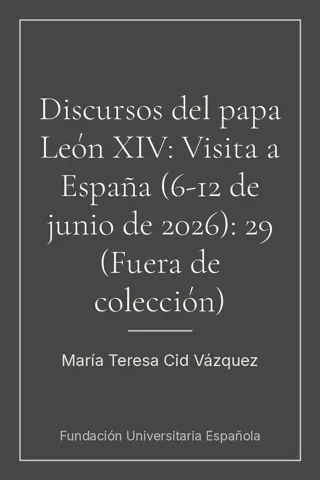 Discursos del papa
León XIV: Visita a
España (6-12 de
junio de 2026): 29
(Fuera de
colección)
María Teresa Cid Vázquez
Fundación Universitaria Española